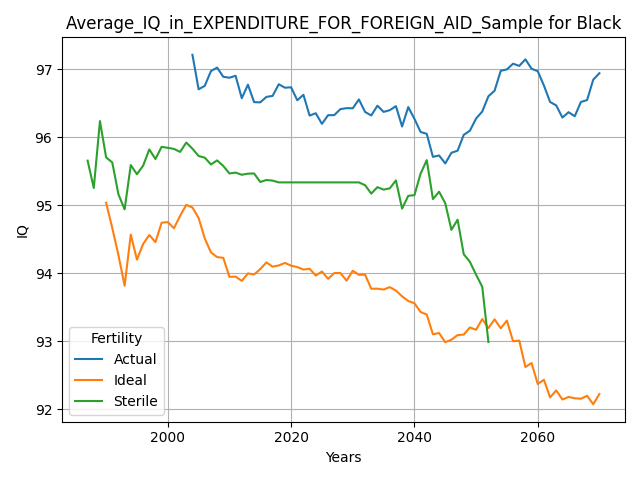 Average_IQ_in_EXPENDITURE_FOR_FOREIGN_AID_Sample for Black
97
96
95
94
93
92
IQ
Fertility
Actual
Ideal
Sterile
2000
2020
2040
2060
Years